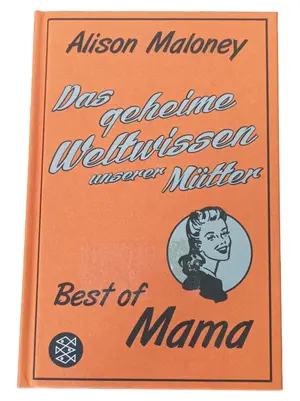 Alison Maloney
Das geheime
Weltwissen
unserer Mütter
Best of
Mama